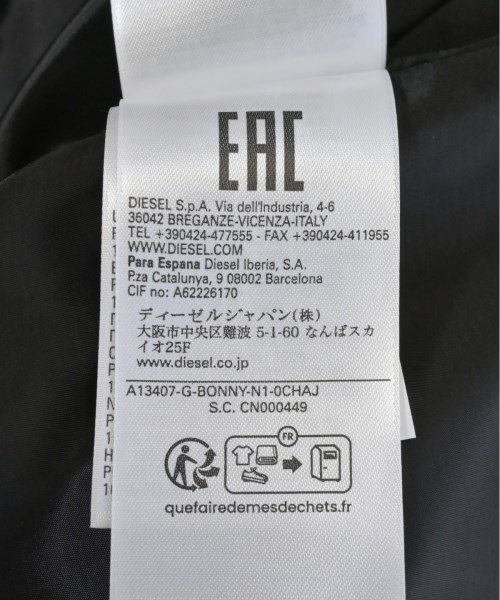 EAC
DIESEL S.p.A. Via dell'Industria, 4-6
36042 BREGANZE-VICENZA-ITALY
TEL +390424-477555 - FAX +390424-411955
WWW.DIESEL.COM
Para Espana Diesel Iberia, S.A.
P.za Catalunya, 9 08002 Barcelona
CIF no: A62226170
ディーゼルジャパン(株)
大阪市中央区難波 5-1-60 なんばスカ
イオ25F
www.diesel.co.jp
A13407-G-BONNY-N1-0CHAJ
S.C. CN000449
FR
quefairedemesdechets.fr